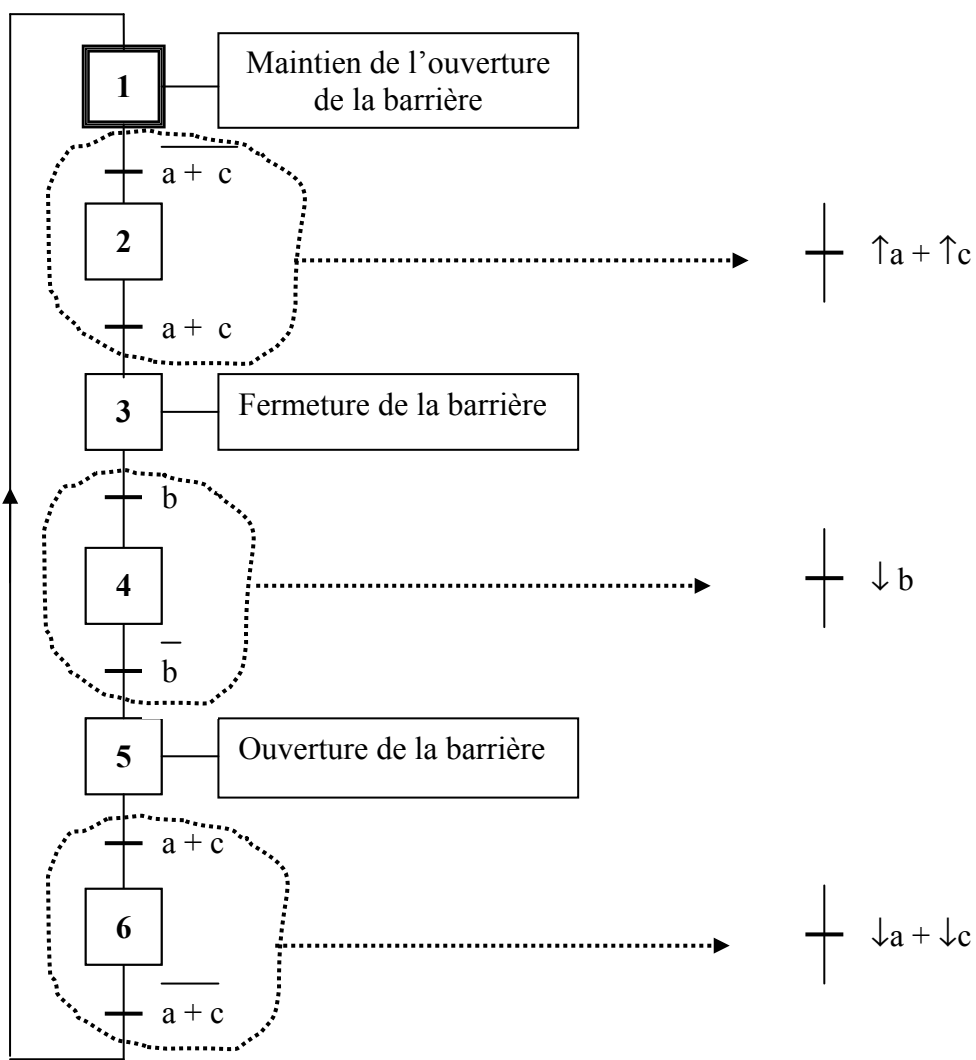 1
Maintien de l’ouverture
de la barrière
a + c̅
2
↑a + ↑c
a + c
3
Fermeture de la barrière
b
4
↓ b
b̅
5
Ouverture de la barrière
a + c
6
↓a + ↓c
a̅ ̅+̅ ̅c̅